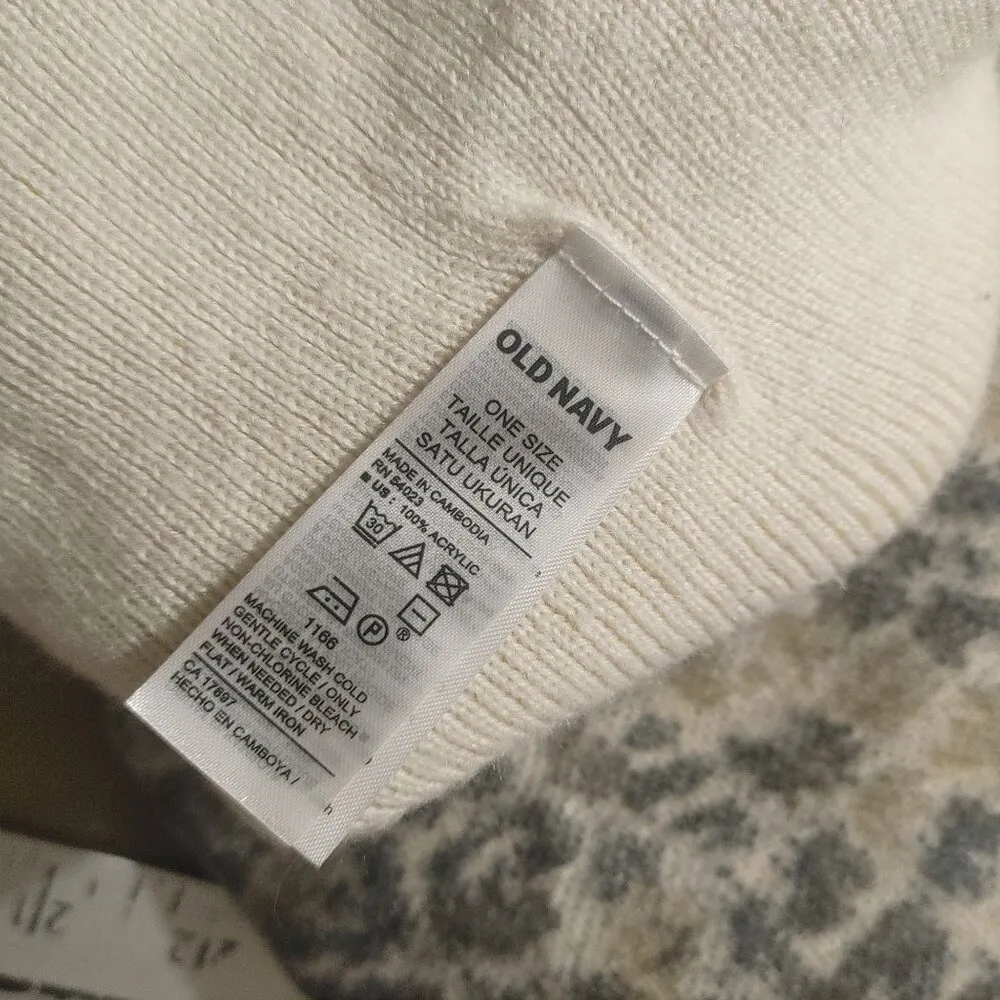 OLD NAVY
ONE SIZE
TAILLE UNIQUE
TALLA ÚNICA
SATU UKURAN
MADE IN CAMBODIA
RN 54023
■ US : 100% ACRYLIC
30
P ®
1166
MACHINE WASH COLD
GENTLE CYCLE / ONLY
NON-CHLORINE BLEACH
WHEN NEEDED / DRY
FLAT / WARM IRON
CA 17697
HECHO EN CAMBOYA /
h